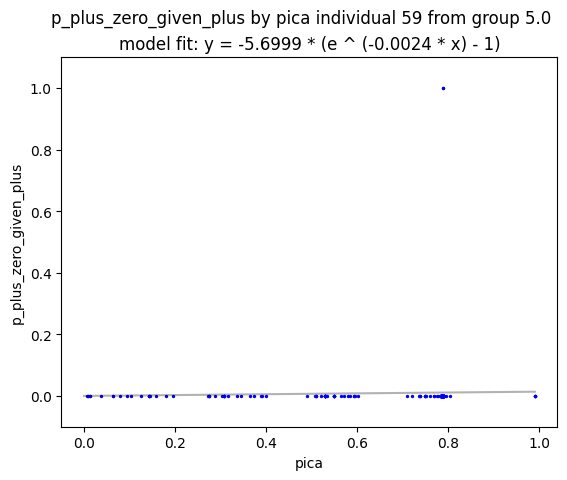 p_plus_zero_given_plus by pica individual 59 from group 5.0
model fit: y = -5.6999 * (e ^ (-0.0024 * x) - 1)
1.0
0.8
0.6
0.4
0.2
0.0
p_plus_zero_given_plus
0.0 0.2 0.4 0.6 0.8 1.0
pica